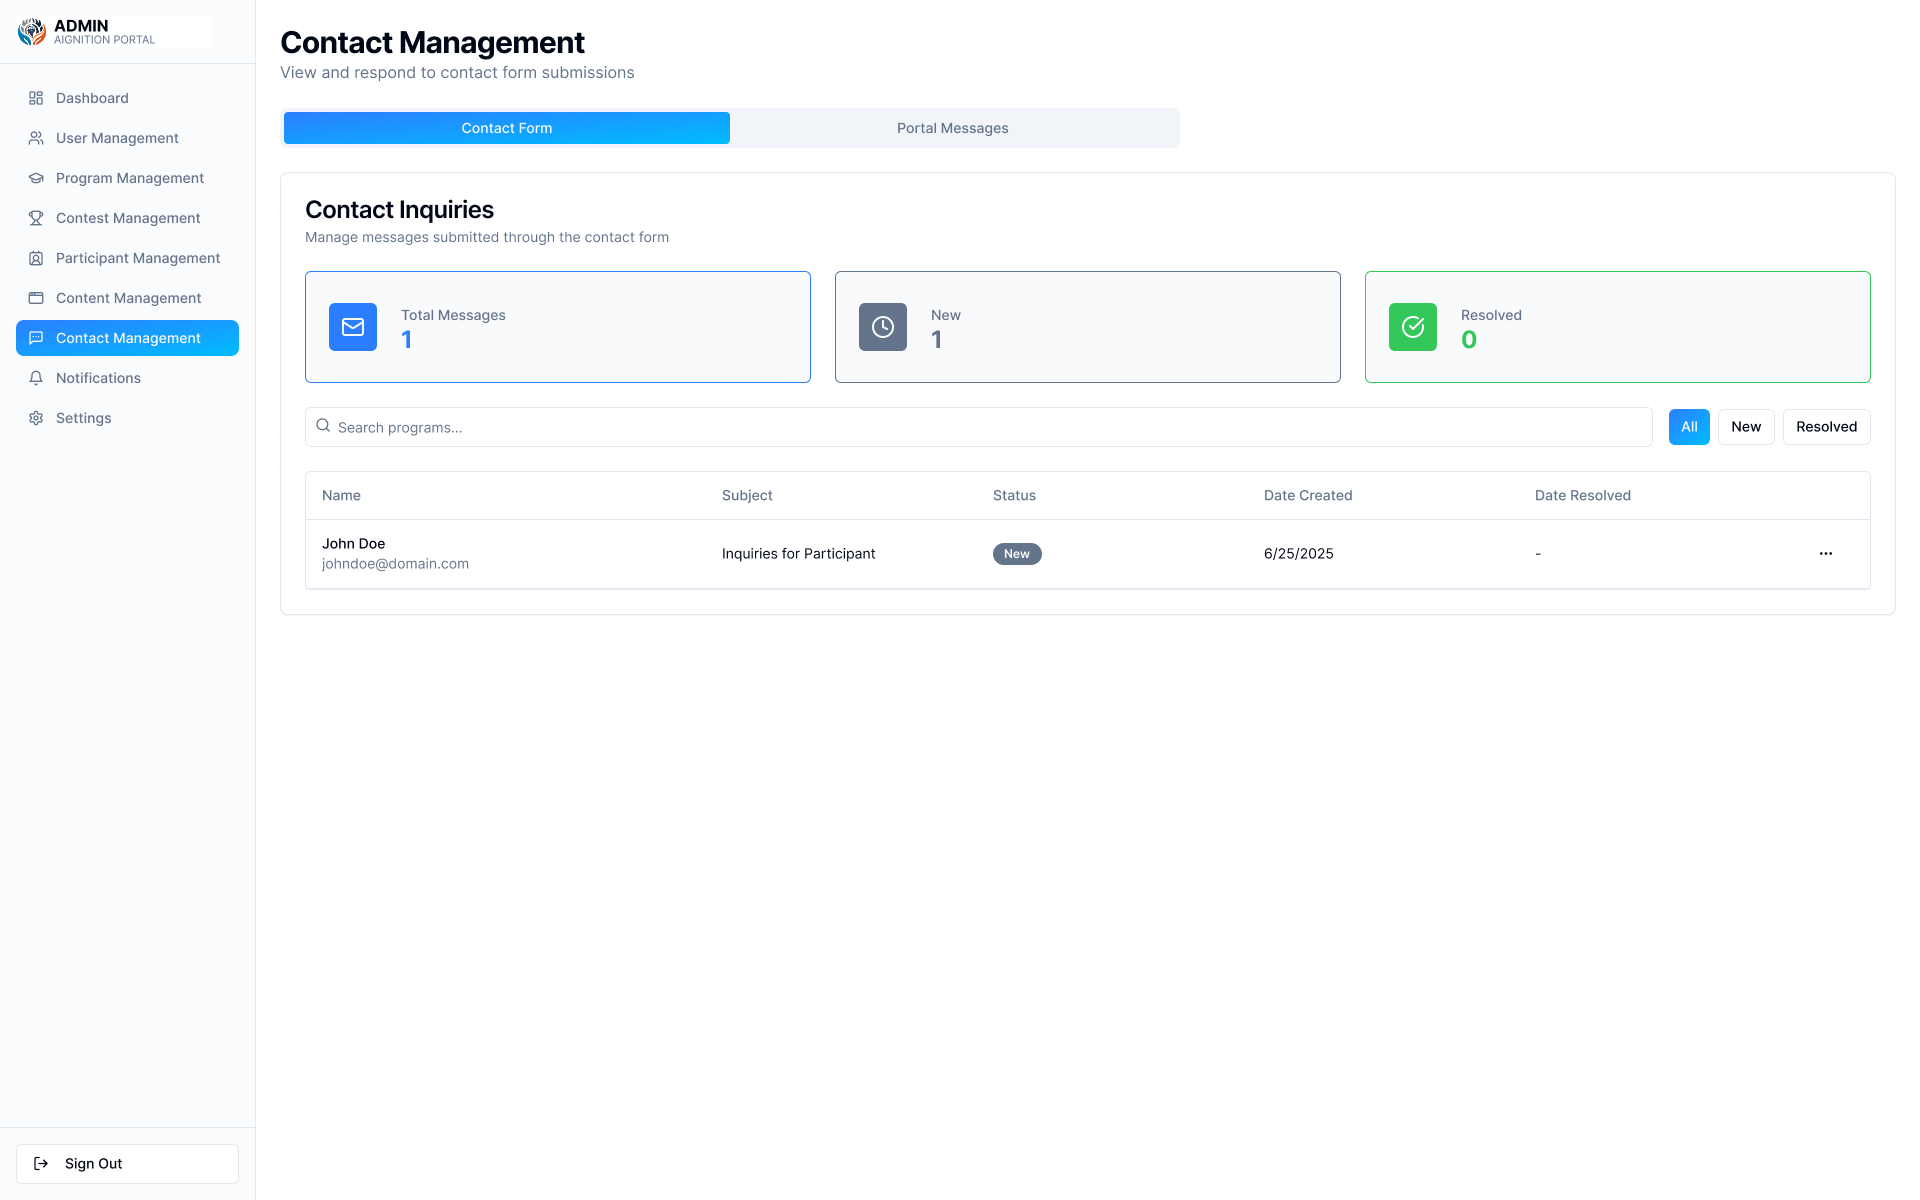 ADMIN
AIGNITION PORTAL
Dashboard
User Management
Program Management
Contest Management
Participant Management
Content Management
Contact Management
Notifications
Settings
Sign Out
Contact Management
View and respond to contact form submissions
Contact Form Portal Messages
Contact Inquiries
Manage messages submitted through the contact form
Total Messages
1
New
1
Resolved
0
Search programs...
All New Resolved
Name Subject Status Date Created Date Resolved
John Doe
johndoe@domain.com
Inquiries for Participant New 6/25/2025 -